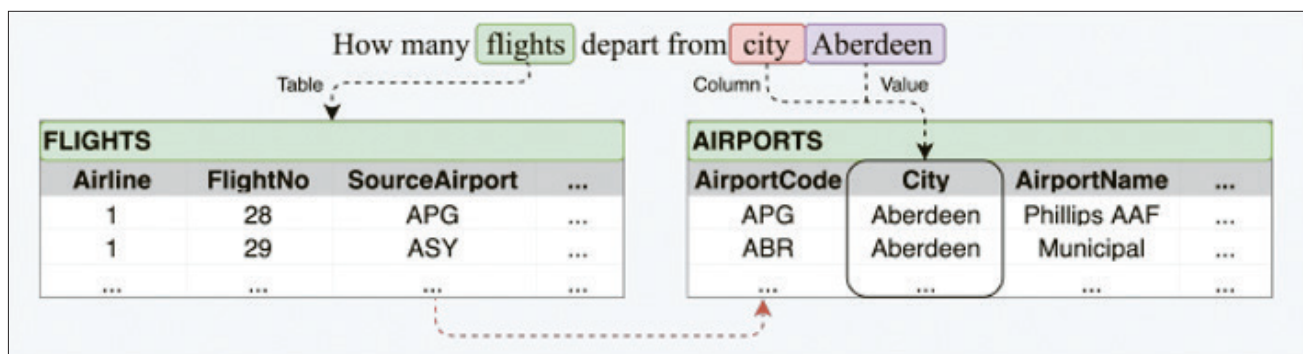 How many flights depart from city Aberdeen
Table
Column
Value
FLIGHTS
Airline FlightNo SourceAirport ...
1 28 APG ...
1 29 ASY ...
... ... ... ...
AIRPORTS
AirportCode City AirportName ...
APG Aberdeen Phillips AAF ...
ABR Aberdeen Municipal ...
... ... ... ...